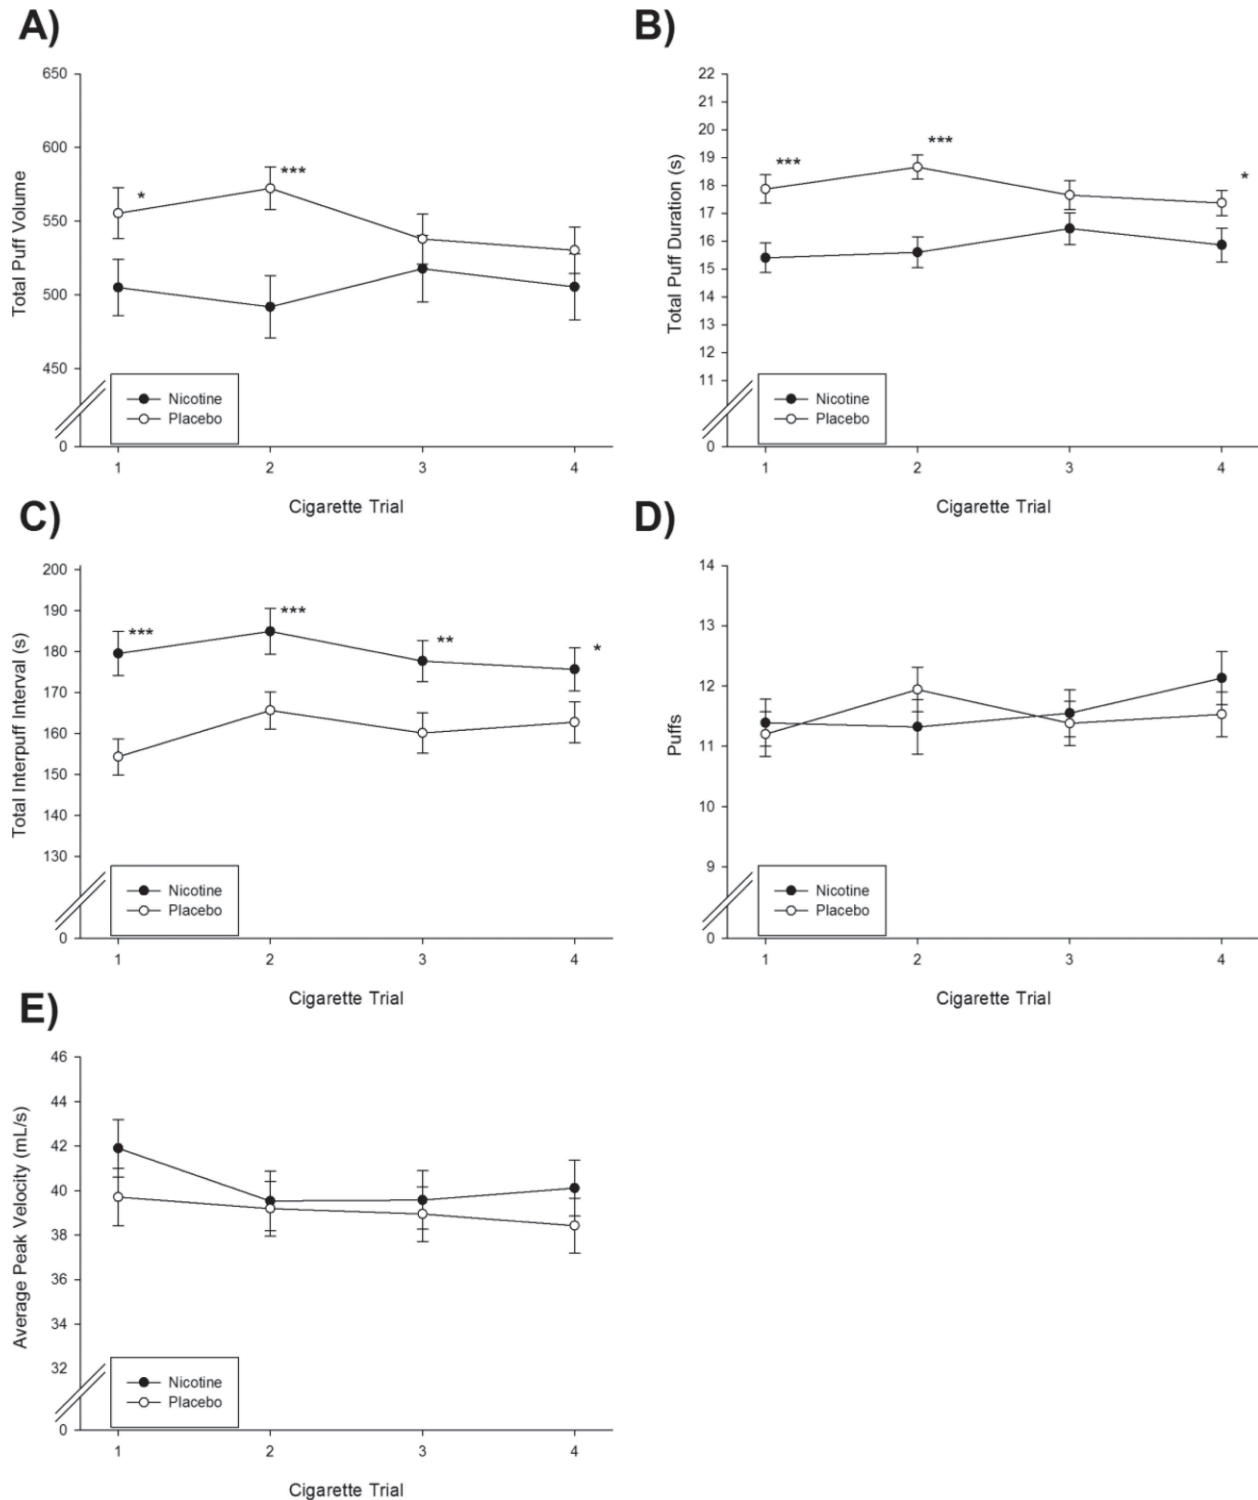 A)
Total Puff Volume
650
600
550
500
450
0
*
***
Nicotine
Placebo
1 2 3 4
Cigarette Trial
B)
Total Puff Duration (s)
22
21
20
19
18
17
16
15
14
13
12
11
0
***
***
*
Nicotine
Placebo
1 2 3 4
Cigarette Trial
C)
Total Interpuff Interval (s)
200
190
180
170
160
150
140
130
0
***
***
**
*
Nicotine
Placebo
1 2 3 4
Cigarette Trial
D)
Puffs
14
13
12
11
10
9
0
Nicotine
Placebo
1 2 3 4
Cigarette Trial
E)
Average Peak Velocity (mL/s)
46
44
42
40
38
36
34
32
0
Nicotine
Placebo
1 2 3 4
Cigarette Trial